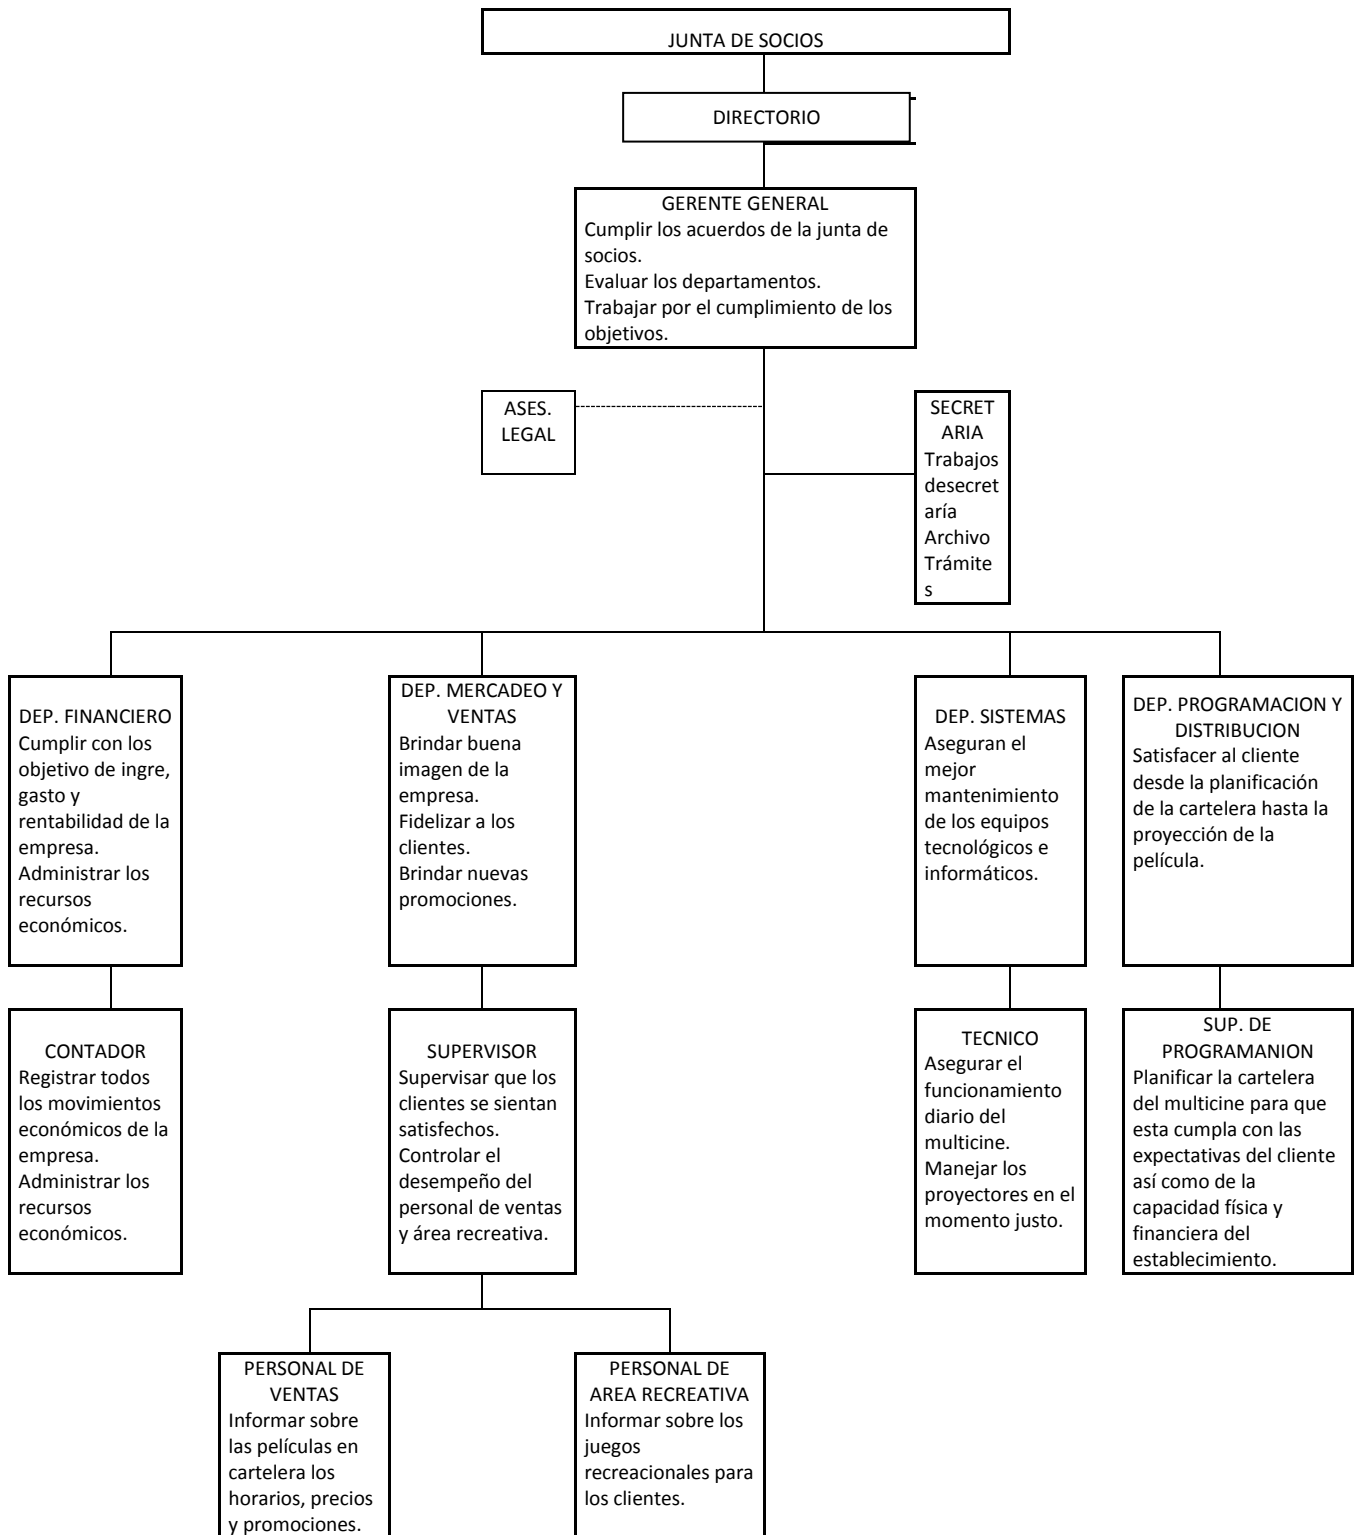 JUNTA DE SOCIOS
DIRECTORIO
GERENTE GENERAL
Cumplir los acuerdos de la junta de
socios.
Evaluar los departamentos.
Trabajar por el cumplimiento de los
objetivos.
ASES.
LEGAL
SECRET
ARIA
Trabajos
desecret
aría
Archivo
Trámite
s
DEP. FINANCIERO
Cumplir con los
objetivo de ingre,
gasto y
rentabilidad de la
empresa.
Administrar los
recursos
económicos.
DEP. MERCADEO Y
VENTAS
Brindar buena
imagen de la
empresa.
Fidelizar a los
clientes.
Brindar nuevas
promociones.
DEP. SISTEMAS
Aseguran el
mejor
mantenimiento
de los equipos
tecnológicos e
informáticos.
DEP. PROGRAMACION Y
DISTRIBUCION
Satisfacer al cliente
desde la planificación
de la cartelera hasta la
proyección de la
película.
CONTADOR
Registrar todos
los movimientos
económicos de la
empresa.
Administrar los
recursos
económicos.
SUPERVISOR
Supervisar que los
clientes se sientan
satisfechos.
Controlar el
desempeño del
personal de ventas
y área recreativa.
TECNICO
Asegurar el
funcionamiento
diario del
multicine.
Manejar los
proyectores en el
momento justo.
SUP. DE
PROGRAMANION
Planificar la cartelera
del multicine para que
esta cumpla con las
expectativas del cliente
así como de la
capacidad física y
financiera del
establecimiento.
PERSONAL DE
VENTAS
Informar sobre
las películas en
cartelera los
horarios, precios
y promociones.
PERSONAL DE
AREA RECREATIVA
Informar sobre los
juegos
recreacionales para
los clientes.